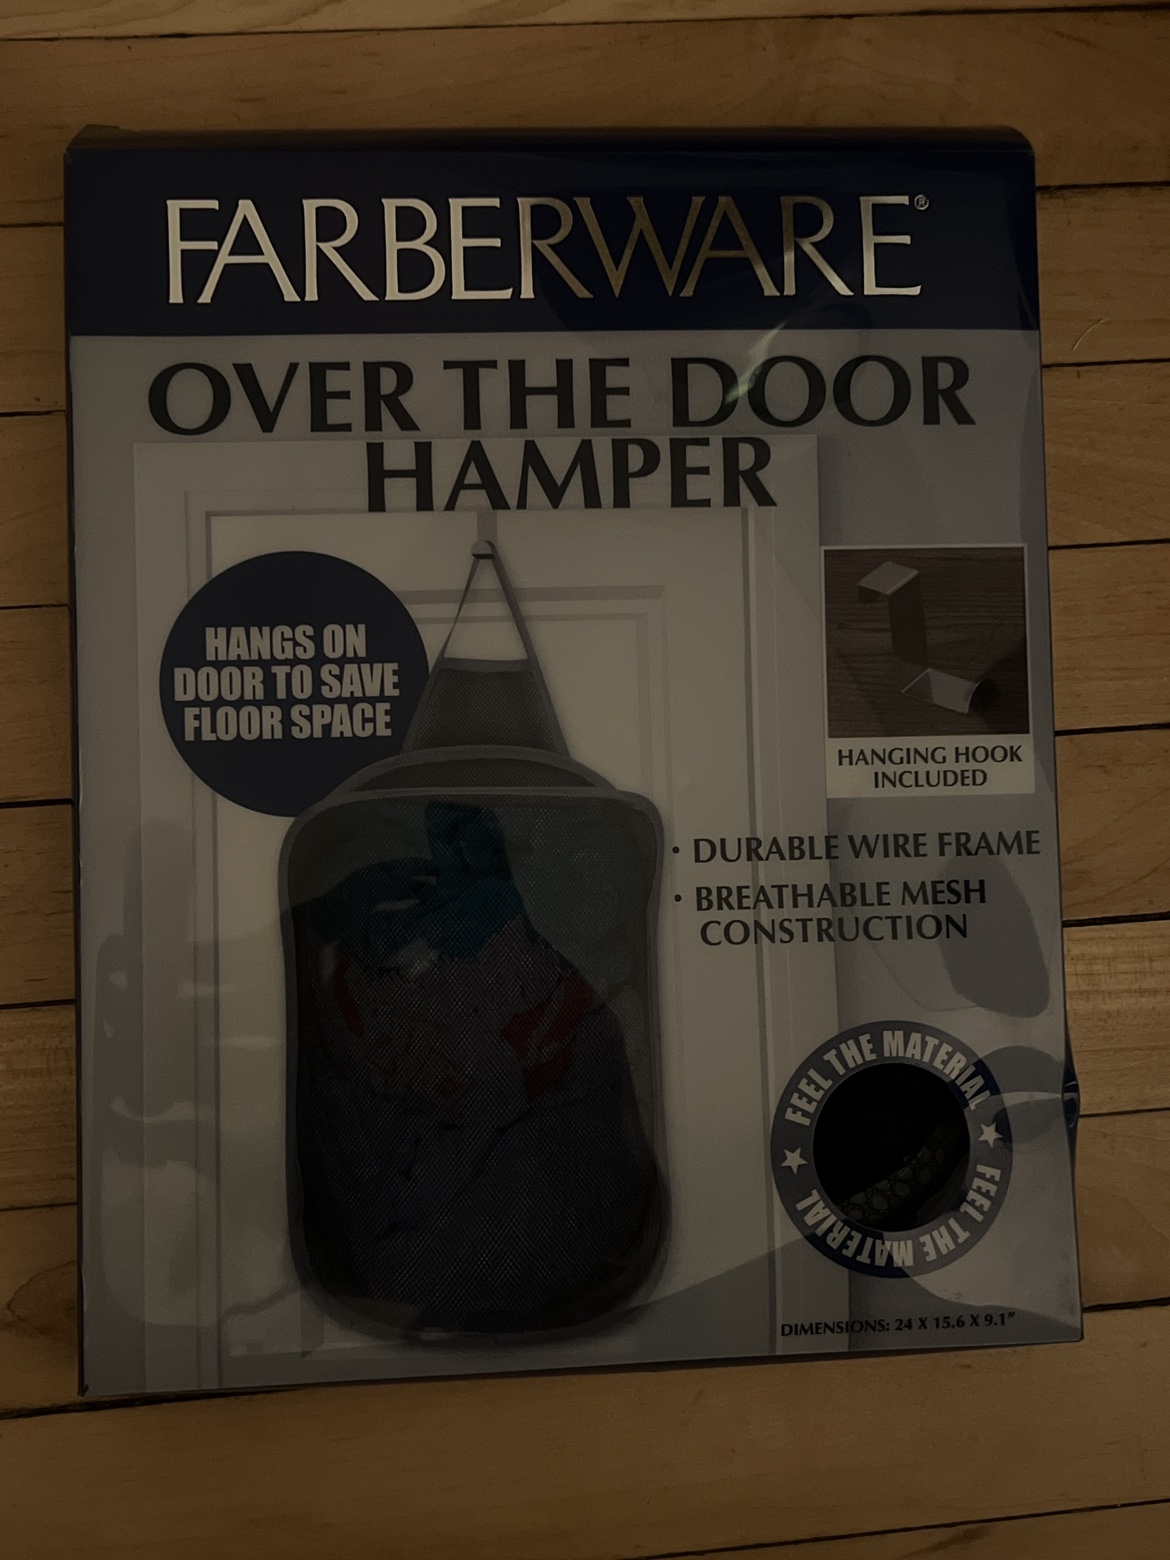 FARBERWARE®
OVER THE DOOR
HAMPER
HANGS ON
DOOR TO SAVE
FLOOR SPACE
HANGING HOOK
INCLUDED
• DURABLE WIRE FRAME
• BREATHABLE MESH
CONSTRUCTION
FEEL THE MATERIAL
★ FEEL THE MATERIAL ★
DIMENSIONS: 24 X 15.6 X 9.1"